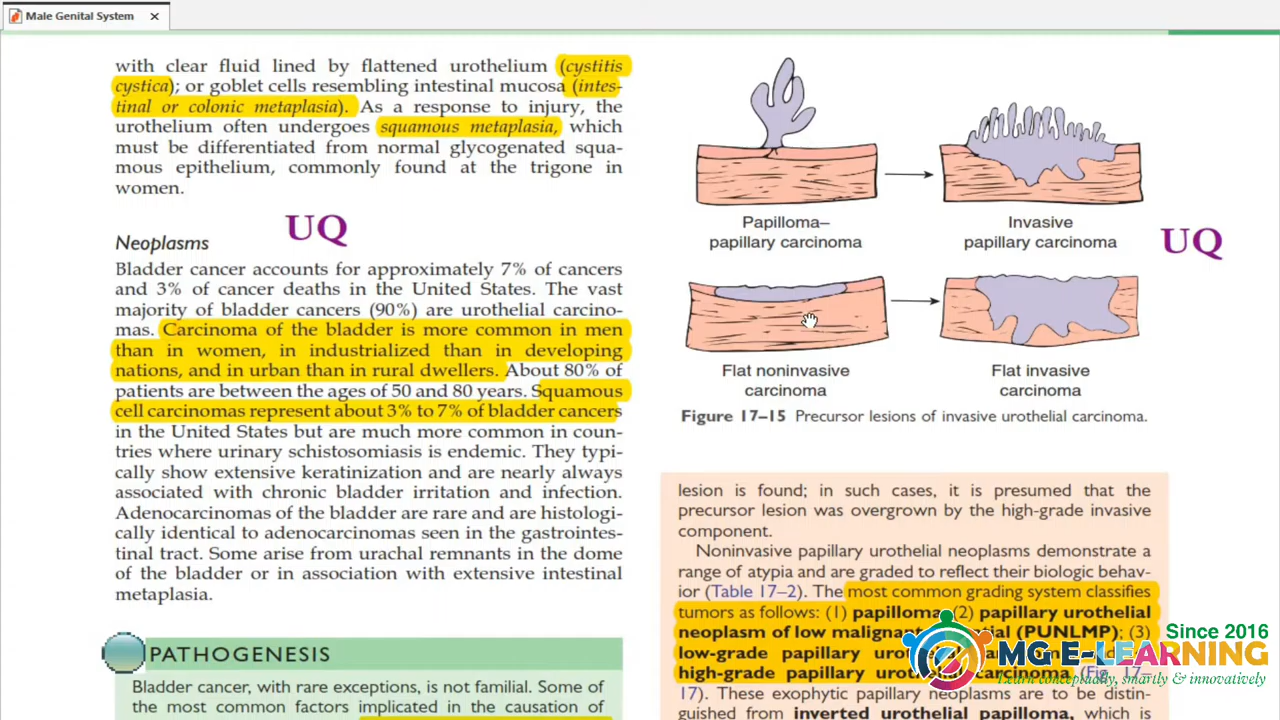 Male Genital System
with clear fluid lined by flattened urothelium (cystitis
cystica); or goblet cells resembling intestinal mucosa (intes-
tinal or colonic metaplasia). As a response to injury, the
urothelium often undergoes squamous metaplasia, which
must be differentiated from normal glycogenated squa-
mous epithelium, commonly found at the trigone in
women.
UQ
Neoplasms
Bladder cancer accounts for approximately 7% of cancers
and 3% of cancer deaths in the United States. The vast
majority of bladder cancers (90%) are urothelial carcino-
mas. Carcinoma of the bladder is more common in men
than in women, in industrialized than in developing
nations, and in urban than in rural dwellers. About 80% of
patients are between the ages of 50 and 80 years. Squamous
cell carcinomas represent about 3% to 7% of bladder cancers
in the United States but are much more common in coun-
tries where urinary schistosomiasis is endemic. They typi-
cally show extensive keratinization and are nearly always
associated with chronic bladder irritation and infection.
Adenocarcinomas of the bladder are rare and are histologi-
cally identical to adenocarcinomas seen in the gastrointes-
tinal tract. Some arise from urachal remnants in the dome
of the bladder or in association with extensive intestinal
metaplasia.
PATHOGENESIS
Bladder cancer, with rare exceptions, is not familial. Some of
the most common factors implicated in the causation of
Papilloma–
papillary carcinoma
Invasive
papillary carcinoma
UQ
Flat noninvasive
carcinoma
Flat invasive
carcinoma
Figure 17–15 Precursor lesions of invasive urothelial carcinoma.
lesion is found; in such cases, it is presumed that the
precursor lesion was overgrown by the high-grade invasive
component.
Noninvasive papillary urothelial neoplasms demonstrate a
range of atypia and are graded to reflect their biologic behav-
ior (Table 17–2). The most common grading system classifies
tumors as follows: (1) papilloma (2) papillary urothelial
neoplasm of low malignant (PUNLMP); (3)
low-grade papillary
high-grade papillary carcinoma (Fig. 17–
17). These exophytic papillary neoplasms are to be distin-
guished from inverted urothelial papilloma, which is
Since 2016
MG E-LEARNING
Learn conceptually, smartly & innovatively